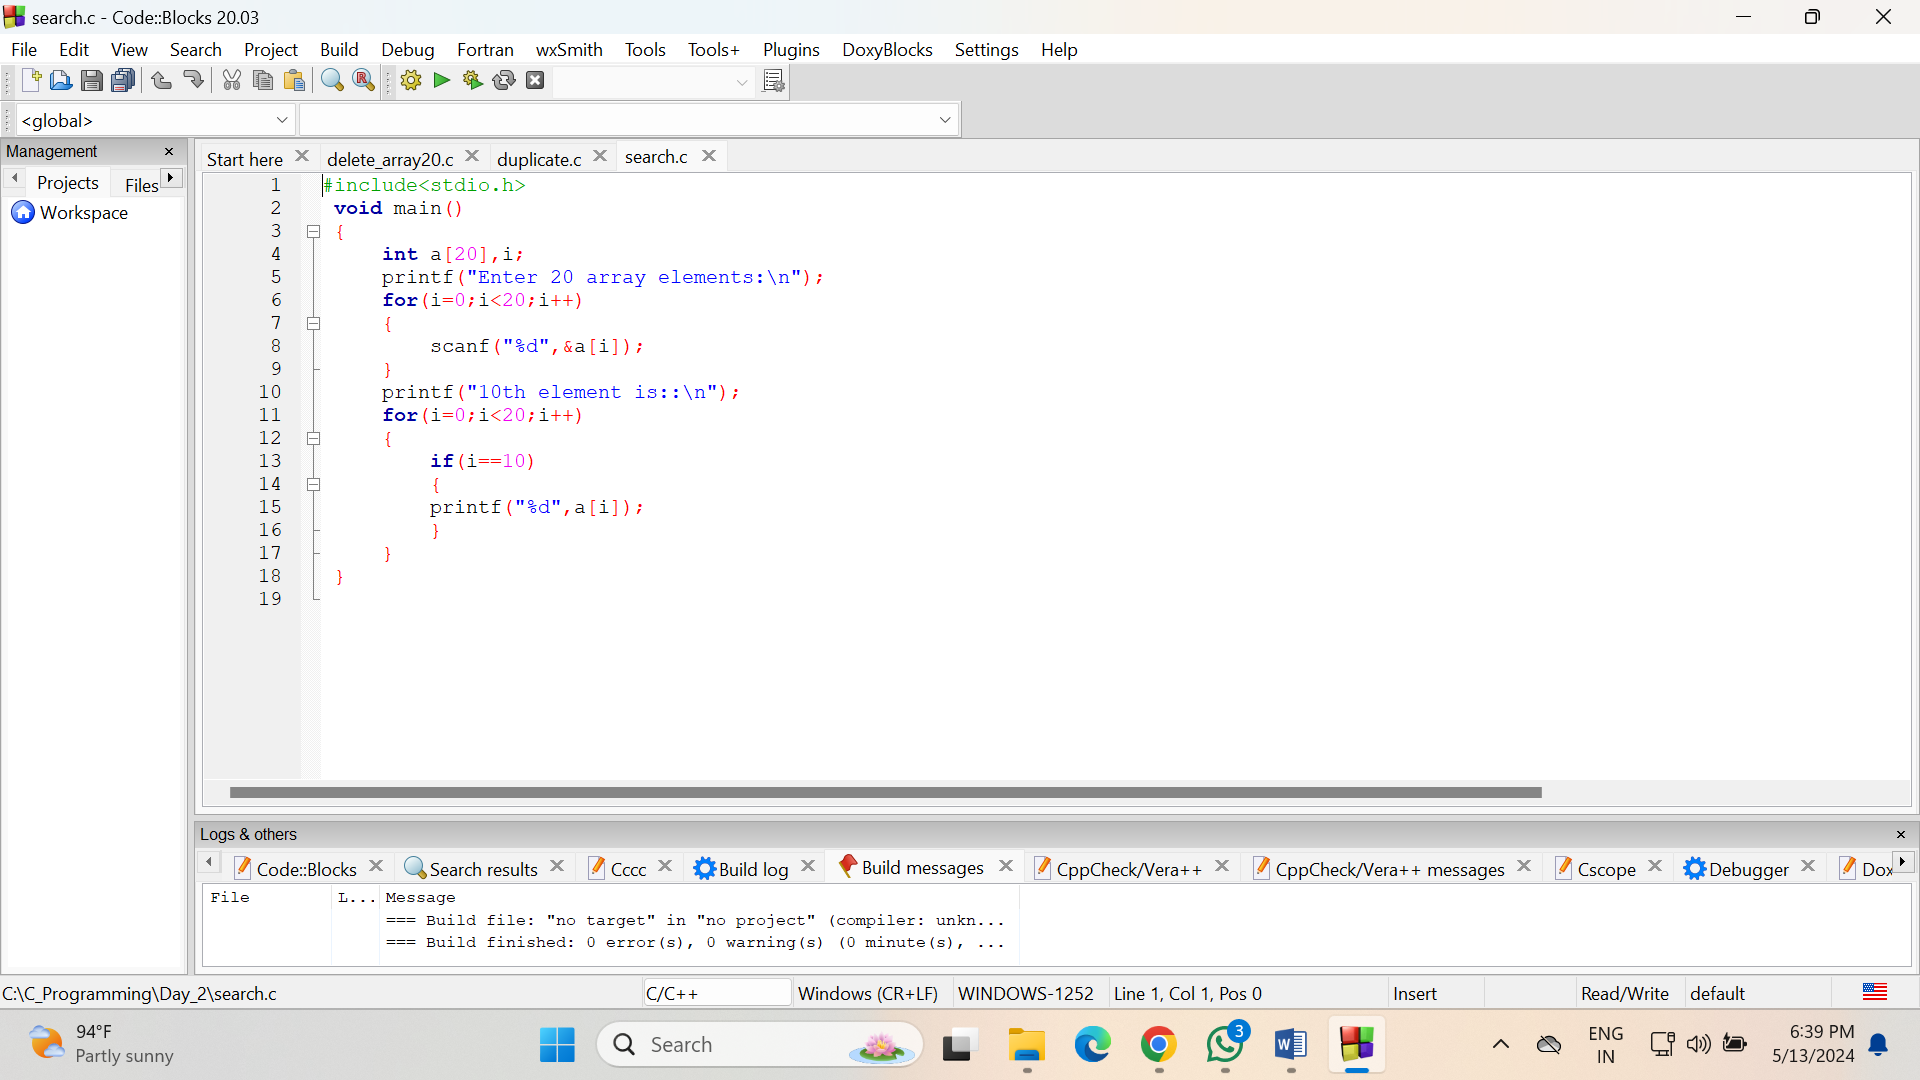 search.c - Code::Blocks 20.03
File Edit View Search Project Build Debug Fortran wxSmith Tools Tools+ Plugins DoxyBlocks Settings Help
<global>
Management
Projects Files
Workspace
Start here delete_array20.c duplicate.c search.c
1 #include<stdio.h>
2 void main()
3 {
4 int a[20],i;
5 printf("Enter 20 array elements:\n");
6 for(i=0;i<20;i++)
7 {
8 scanf("%d",&a[i]);
9 }
10 printf("10th element is::\n");
11 for(i=0;i<20;i++)
12 {
13 if(i==10)
14 {
15 printf("%d",a[i]);
16 }
17 }
18 }
19
Logs & others
Code::Blocks Search results Cccc Build log Build messages CppCheck/Vera++ CppCheck/Vera++ messages Cscope Debugger Dox
File L... Message
=== Build file: "no target" in "no project" (compiler: unkn...
=== Build finished: 0 error(s), 0 warning(s) (0 minute(s), ...
C:\C_Programming\Day_2\search.c C/C++ Windows (CR+LF) WINDOWS-1252 Line 1, Col 1, Pos 0 Insert Read/Write default
94°F
Partly sunny
Search
3
ENG
IN
6:39 PM
5/13/2024